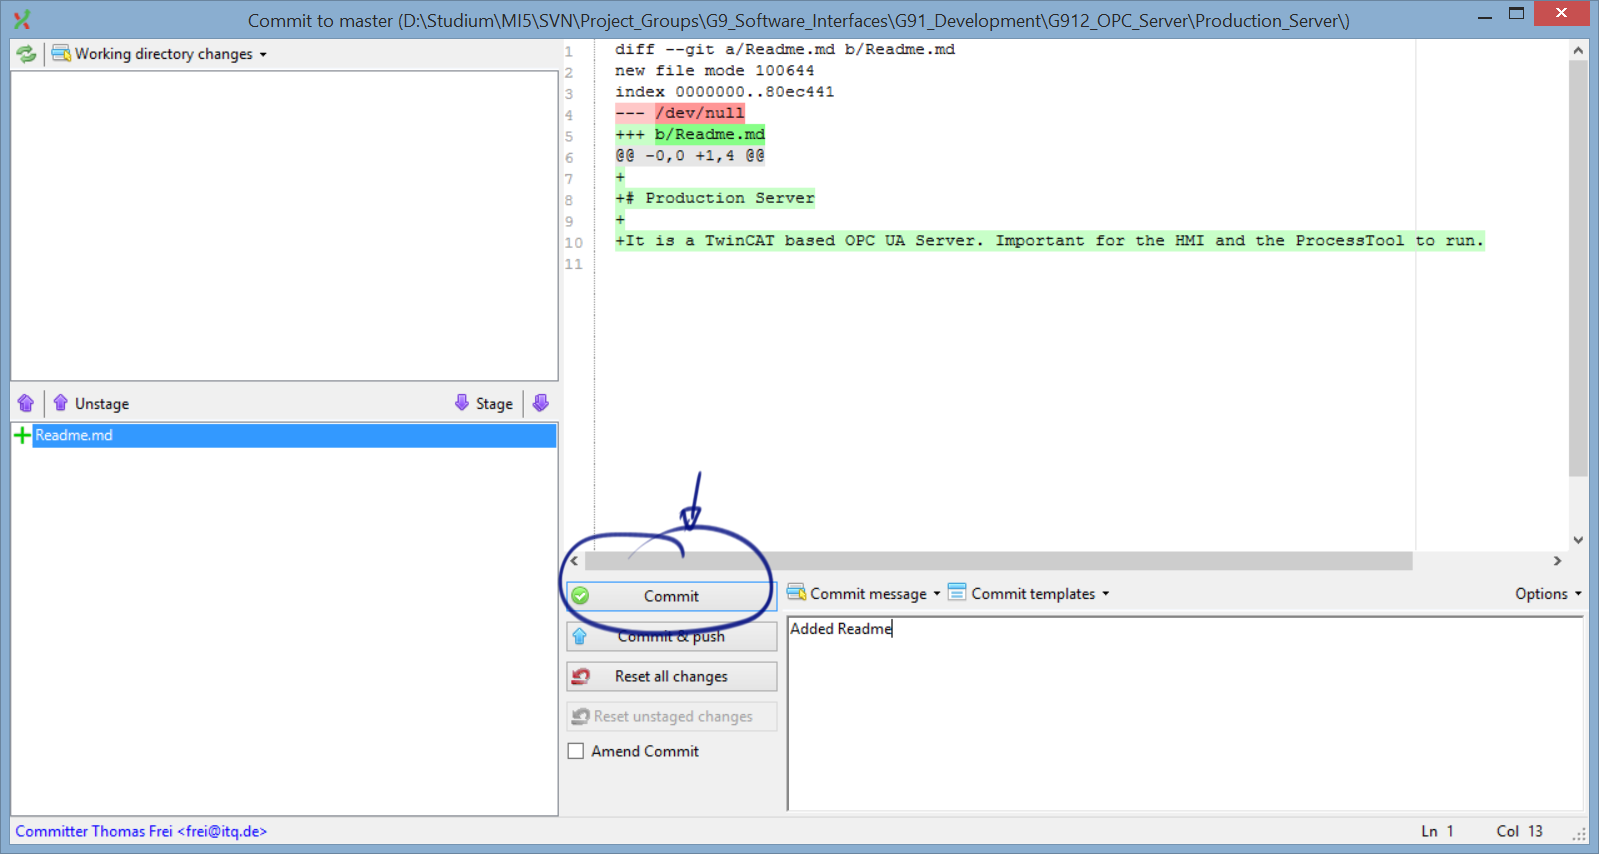 Commit to master (D:\Studium\MI5\SVN\Project_Groups\G9_Software_Interfaces\G91_Development\G912_OPC_Server\Production_Server\)
Working directory changes
Unstage
Stage
Readme.md
1 diff --git a/Readme.md b/Readme.md
2 new file mode 100644
3 index 0000000..80ec441
4 --- /dev/null
5 +++ b/Readme.md
6 @@ -0,0 +1,4 @@
7 +
8 +# Production Server
9 +
10 +It is a TwinCAT based OPC UA Server. Important for the HMI and the ProcessTool to run.
11
Commit
Commit & push
Reset all changes
Reset unstaged changes
Amend Commit
Commit message
Commit templates
Options
Added Readme
Committer Thomas Frei <frei@itq.de>
Ln 1
Col 13